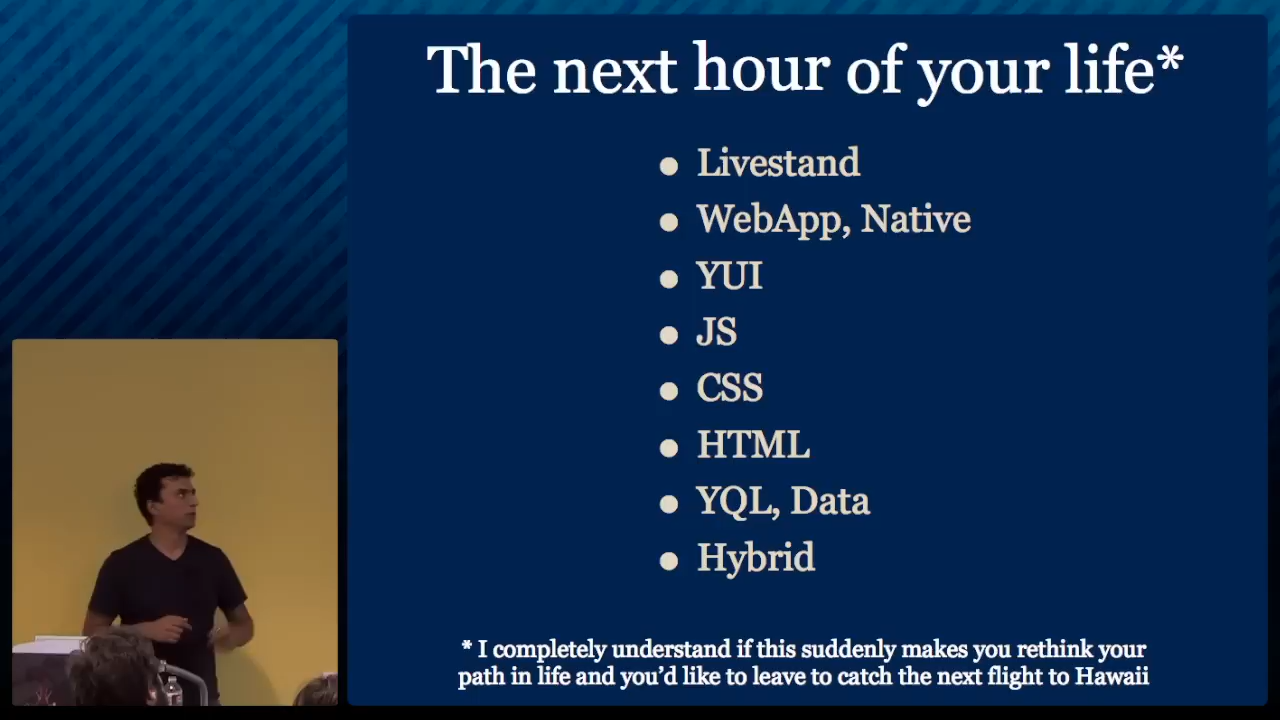 The next hour of your life*
● Livestand
● WebApp, Native
● YUI
● JS
● CSS
● HTML
● YQL, Data
● Hybrid
* I completely understand if this suddenly makes you rethink your
path in life and you'd like to leave to catch the next flight to Hawaii